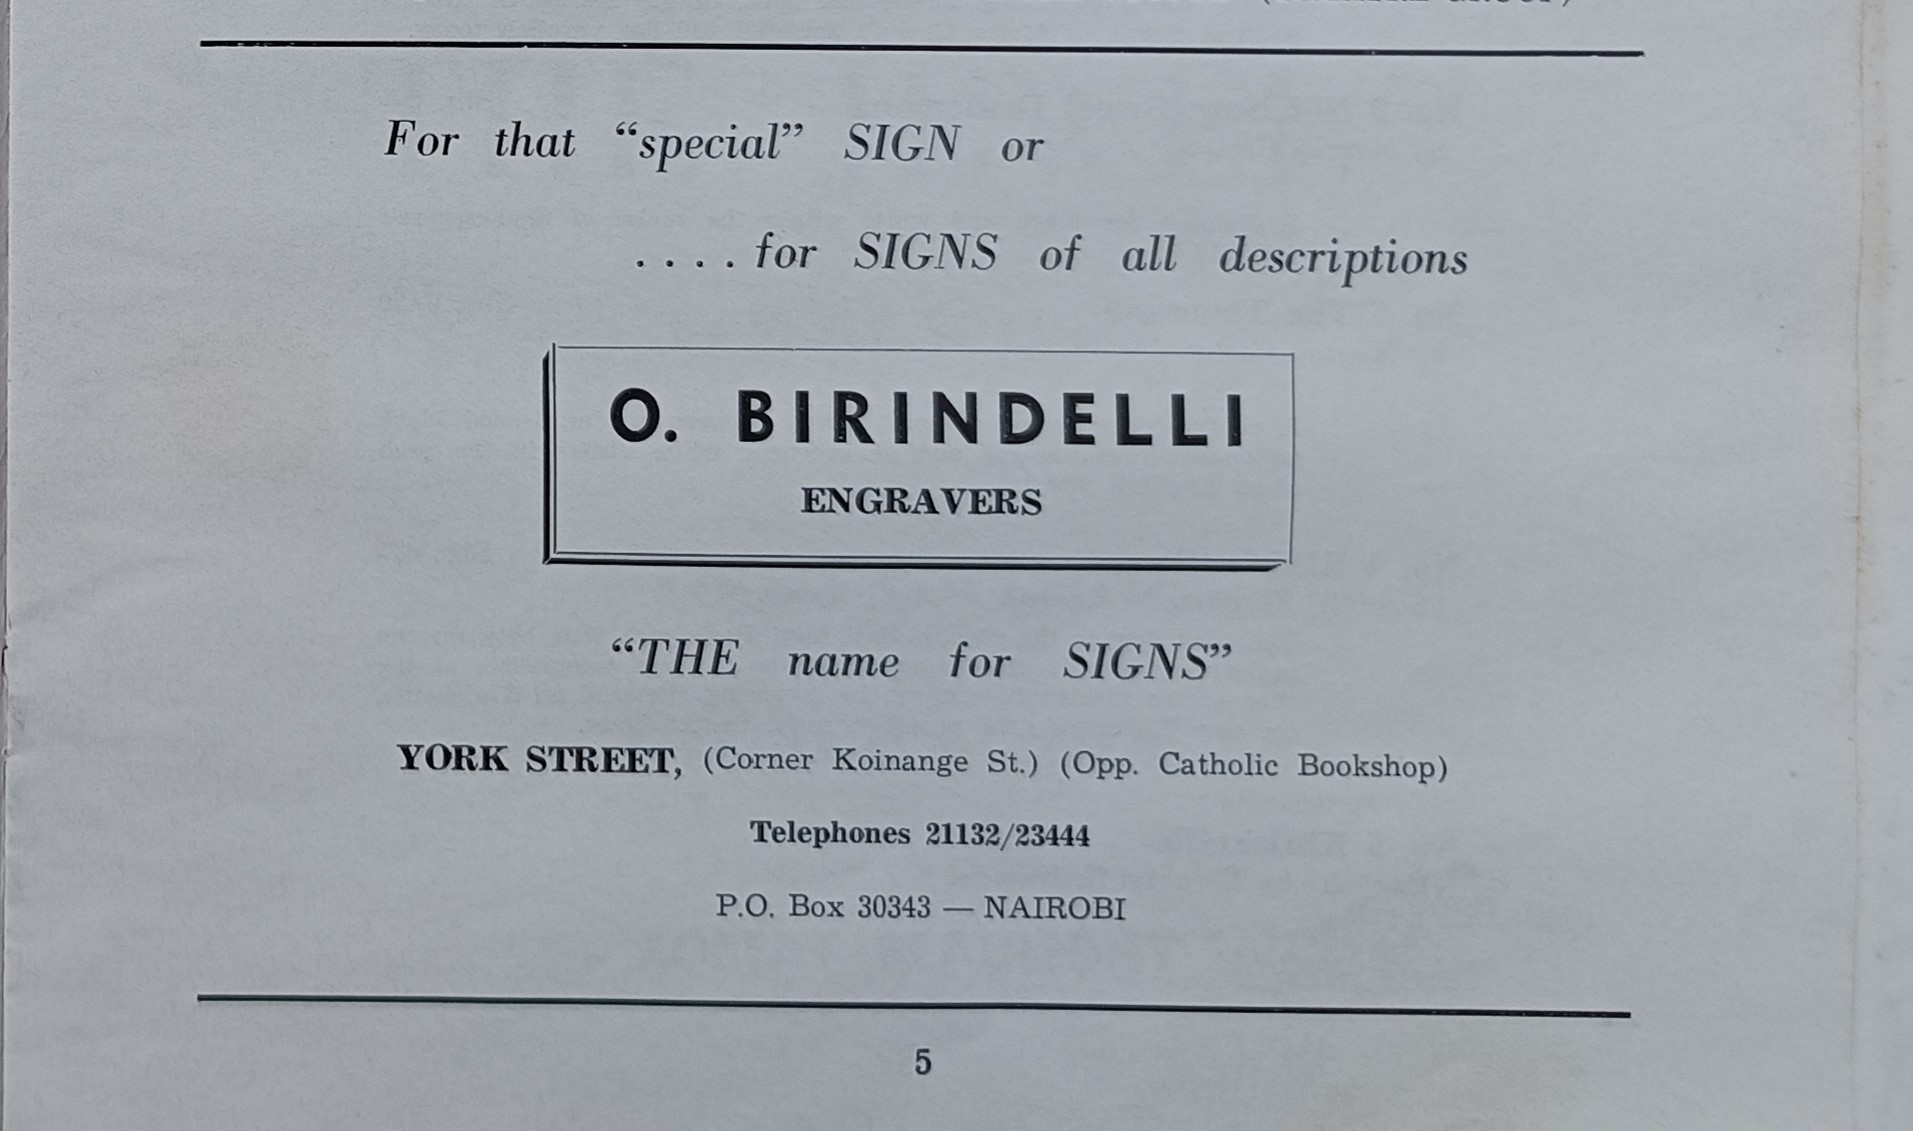 For that “special” SIGN or
. . . . for SIGNS of all descriptions
O. BIRINDELLI
ENGRAVERS
“THE name for SIGNS”
YORK STREET, (Corner Koinange St.) (Opp. Catholic Bookshop)
Telephones 21132/23444
P.O. Box 30343 — NAIROBI
5